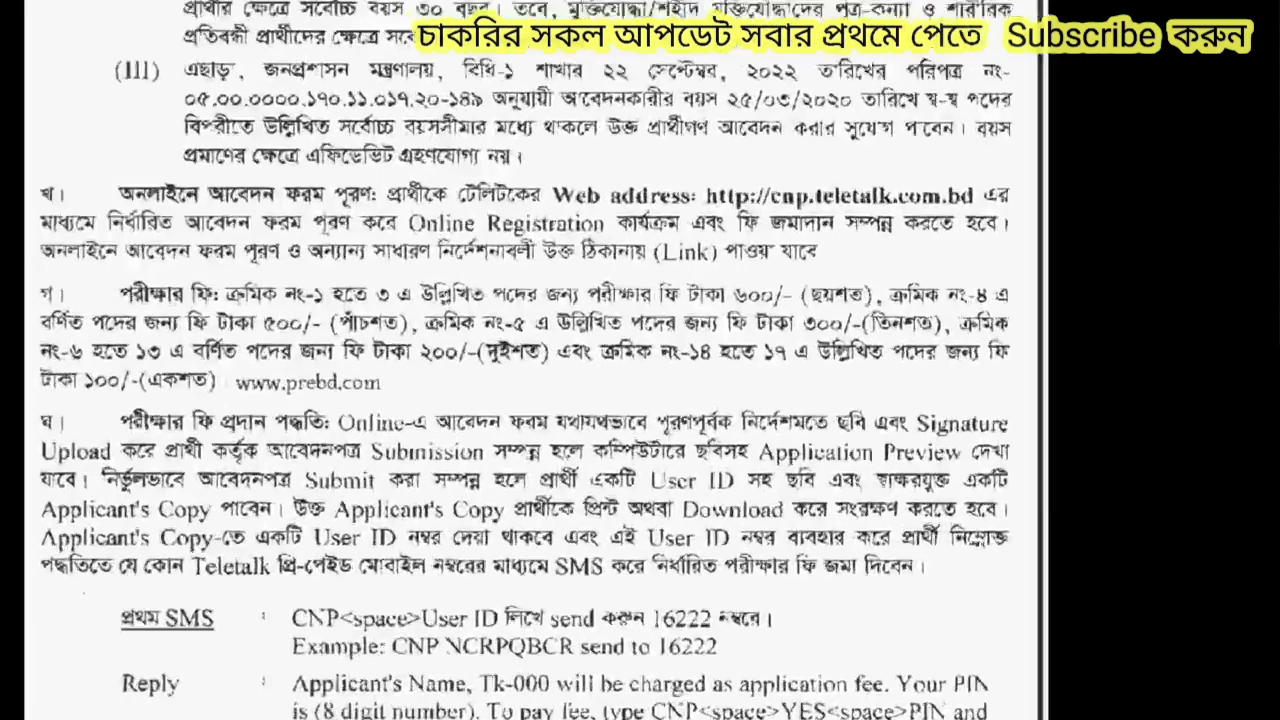 প্রার্থীর ক্ষেত্রে সর্বোচ্চ বয়স ৩০ বছর। তবে, মুক্তিযোদ্ধা/শহিদ মুক্তিযোদ্ধাদের পুত্র-কন্যা ও শারীরিক
প্রতিবন্ধী প্রার্থীদের ক্ষেত্রে
চাকরির সকল আপডেট সবার প্রথমে পেতে Subscribe করুন
(III) এছাড়া, জনপ্রশাসন মন্ত্রণালয়, বিধি-১ শাখার ২২ সেপ্টেম্বর, ২০২২ তারিখের পরিপত্র নং-
০৫.০০.০০০০.১৭০.১১.০১৭.২০-১৪৯ অনুযায়ী আবেদনকারীর বয়স ২৫/০৩/২০২০ তারিখে স্ব-স্ব পদের
বিপরীতে উল্লিখিত সর্বোচ্চ বয়সসীমার মধ্যে থাকলে উক্ত প্রার্থীগণ আবেদন করার সুযোগ পাবেন। বয়স
প্রমাণের ক্ষেত্রে এফিডেভিট গ্রহণযোগ্য নয়।
খ। অনলাইনে আবেদন ফরম পূরণ: প্রার্থীকে টেলিটকের Web address: http://cnp.teletalk.com.bd এর
মাধ্যমে নির্ধারিত আবেদন ফরম পূরণ করে Online Registration কার্যক্রম এবং ফি জমাদান সম্পন্ন করতে হবে।
অনলাইনে আবেদন ফরম পূরণ ও অন্যান্য সাধারণ নির্দেশনাবলী উক্ত ঠিকানায় (Link) পাওয়া যাবে
গ। পরীক্ষার ফি: ক্রমিক নং-১ হতে ৩ এ উল্লিখিত পদের জন্য পরীক্ষার ফি টাকা ৬০০/- (ছয়শত), ক্রমিক নং-৪ এ
বর্ণিত পদের জন্য ফি টাকা ৫০০/- (পাঁচশত), ক্রমিক নং-৫ এ উল্লিখিত পদের জন্য ফি টাকা ৩০০/-(তিনশত), ক্রমিক
নং-৬ হতে ১৩ এ বর্ণিত পদের জন্য ফি টাকা ২০০/-(দুইশত) এবং ক্রমিক নং-১৪ হতে ১৭ এ উল্লিখিত পদের জন্য ফি
টাকা ১০০/-(একশত) www.prebd.com
ঘ। পরীক্ষার ফি প্রদান পদ্ধতি: Online-এ আবেদন ফরম যথাযথভাবে পূরণপূর্বক নির্দেশমতে ছবি এবং Signature
Upload করে প্রার্থী কর্তৃক আবেদনপত্র Submission সম্পন্ন হলে কম্পিউটারে ছবিসহ Application Preview দেখা
যাবে। নির্ভুলভাবে আবেদনপত্র Submit করা সম্পন্ন হলে প্রার্থী একটি User ID সহ ছবি এবং স্বাক্ষরযুক্ত একটি
Applicant's Copy পাবেন। উক্ত Applicant's Copy প্রার্থীকে প্রিন্ট অথবা Download করে সংরক্ষণ করতে হবে।
Applicant's Copy-তে একটি User ID নম্বর দেয়া থাকবে এবং এই User ID নম্বর ব্যবহার করে প্রার্থী নিম্নোক্ত
পদ্ধতিতে যে কোন Teletalk প্রি-পেইড মোবাইল নম্বরের মাধ্যমে SMS করে নির্ধারিত পরীক্ষার ফি জমা দিবেন।
প্রথম SMS : CNP<space>User ID লিখে send করুন 16222 নম্বরে।
Example: CNP NCRPQBCR send to 16222
Reply : Applicant's Name, Tk-000 will be charged as application fee. Your PIN
is (8 digit number). To pay fee, type CNP<space>YES<space>PIN and